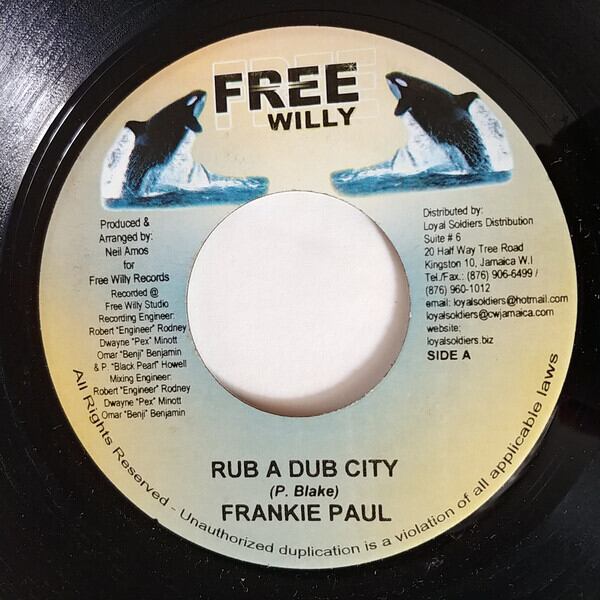 FREE
WILLY
Produced &
Arranged by:
Neil Amos
for
Free Willy Records
Recorded @
Free Willy Studio
Recording Engineer:
Robert "Engineer" Rodney
Dwayne "Pex" Minott
Omar "Benji" Benjamin
& P. "Black Pearl" Howell
Mixing Engineer:
Robert "Engineer" Rodney
Dwayne "Pex" Minott
Omar "Benji" Benjamin
Distributed by:
Loyal Soldiers Distribution
Suite # 6
20 Half Way Tree Road
Kingston 10, Jamaica W.I
Tel./Fax.: (876) 906-6499 /
(876) 960-1012
email: loyalsoldiers@hotmail.com
loyalsoldiers@cwjamaica.com
website:
loyalsoldiers.biz
SIDE A
RUB A DUB CITY
(P. Blake)
FRANKIE PAUL
All Rights Reserved - Unauthorized duplication is a violation of all applicable laws